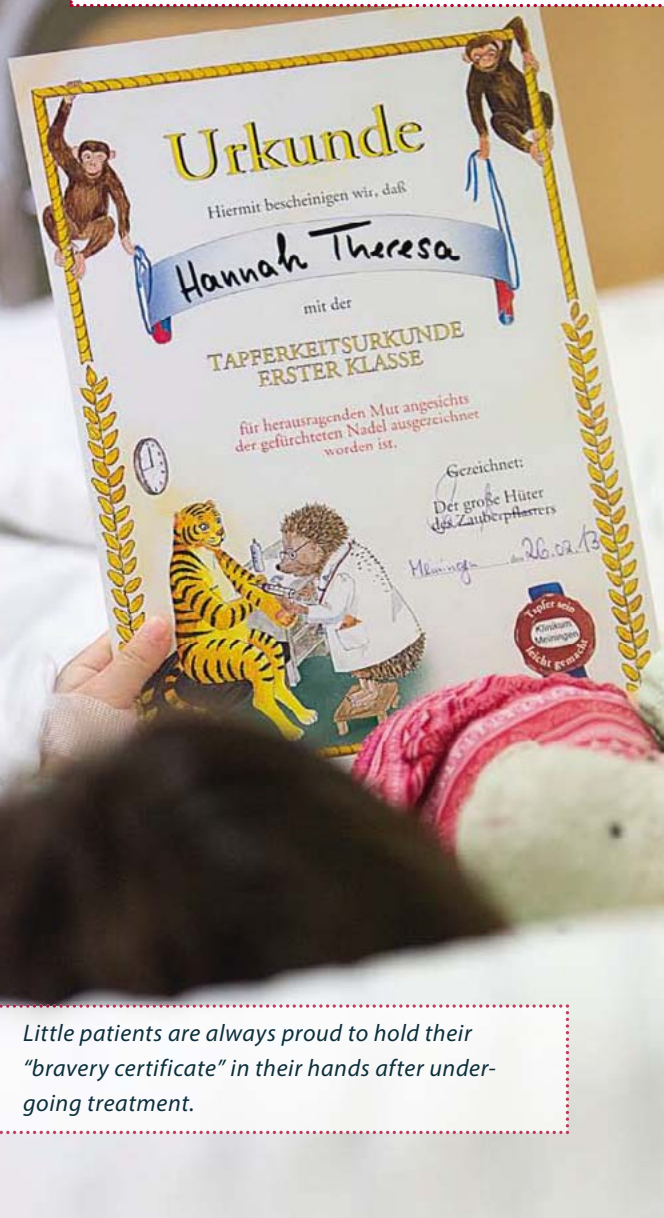 Urkunde
Hiermit bescheinigen wir, daß
Hannah Theresa
mit der
TAPFERKEITSURKUNDE
ERSTER KLASSE
für herausragenden Mut angesichts
der gefürchteten Nadel ausgezeichnet
worden ist.
Gezeichnet:
Der große Hüter
des Zauberpflasters
Meiningen den 26.02.13
Tapfer sein
Klinikum
Meiningen
leicht gemacht
Little patients are always proud to hold their
“bravery certificate” in their hands after under-
going treatment.